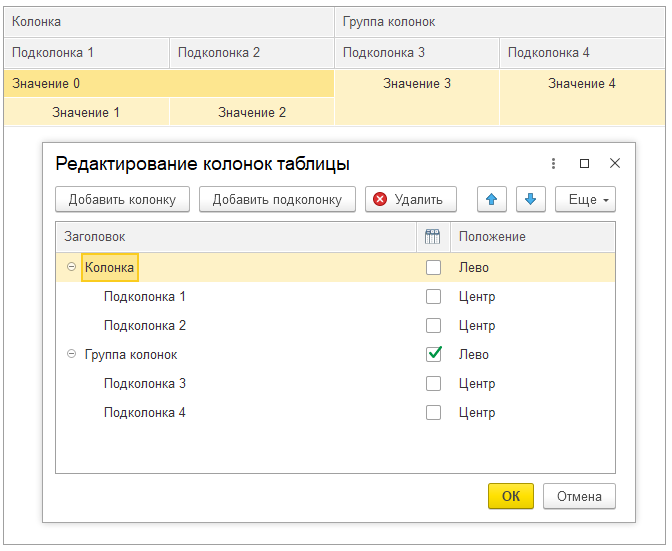 Колонка Группа колонок
Подколонка 1 Подколонка 2 Подколонка 3 Подколонка 4
Значение 0 Значение 3 Значение 4
Значение 1 Значение 2
Редактирование колонок таблицы
Добавить колонку Добавить подколонку Удалить Еще
Заголовок Положение
Колонка Лево
Подколонка 1 Центр
Подколонка 2 Центр
Группа колонок Лево
Подколонка 3 Центр
Подколонка 4 Центр
ОК Отмена